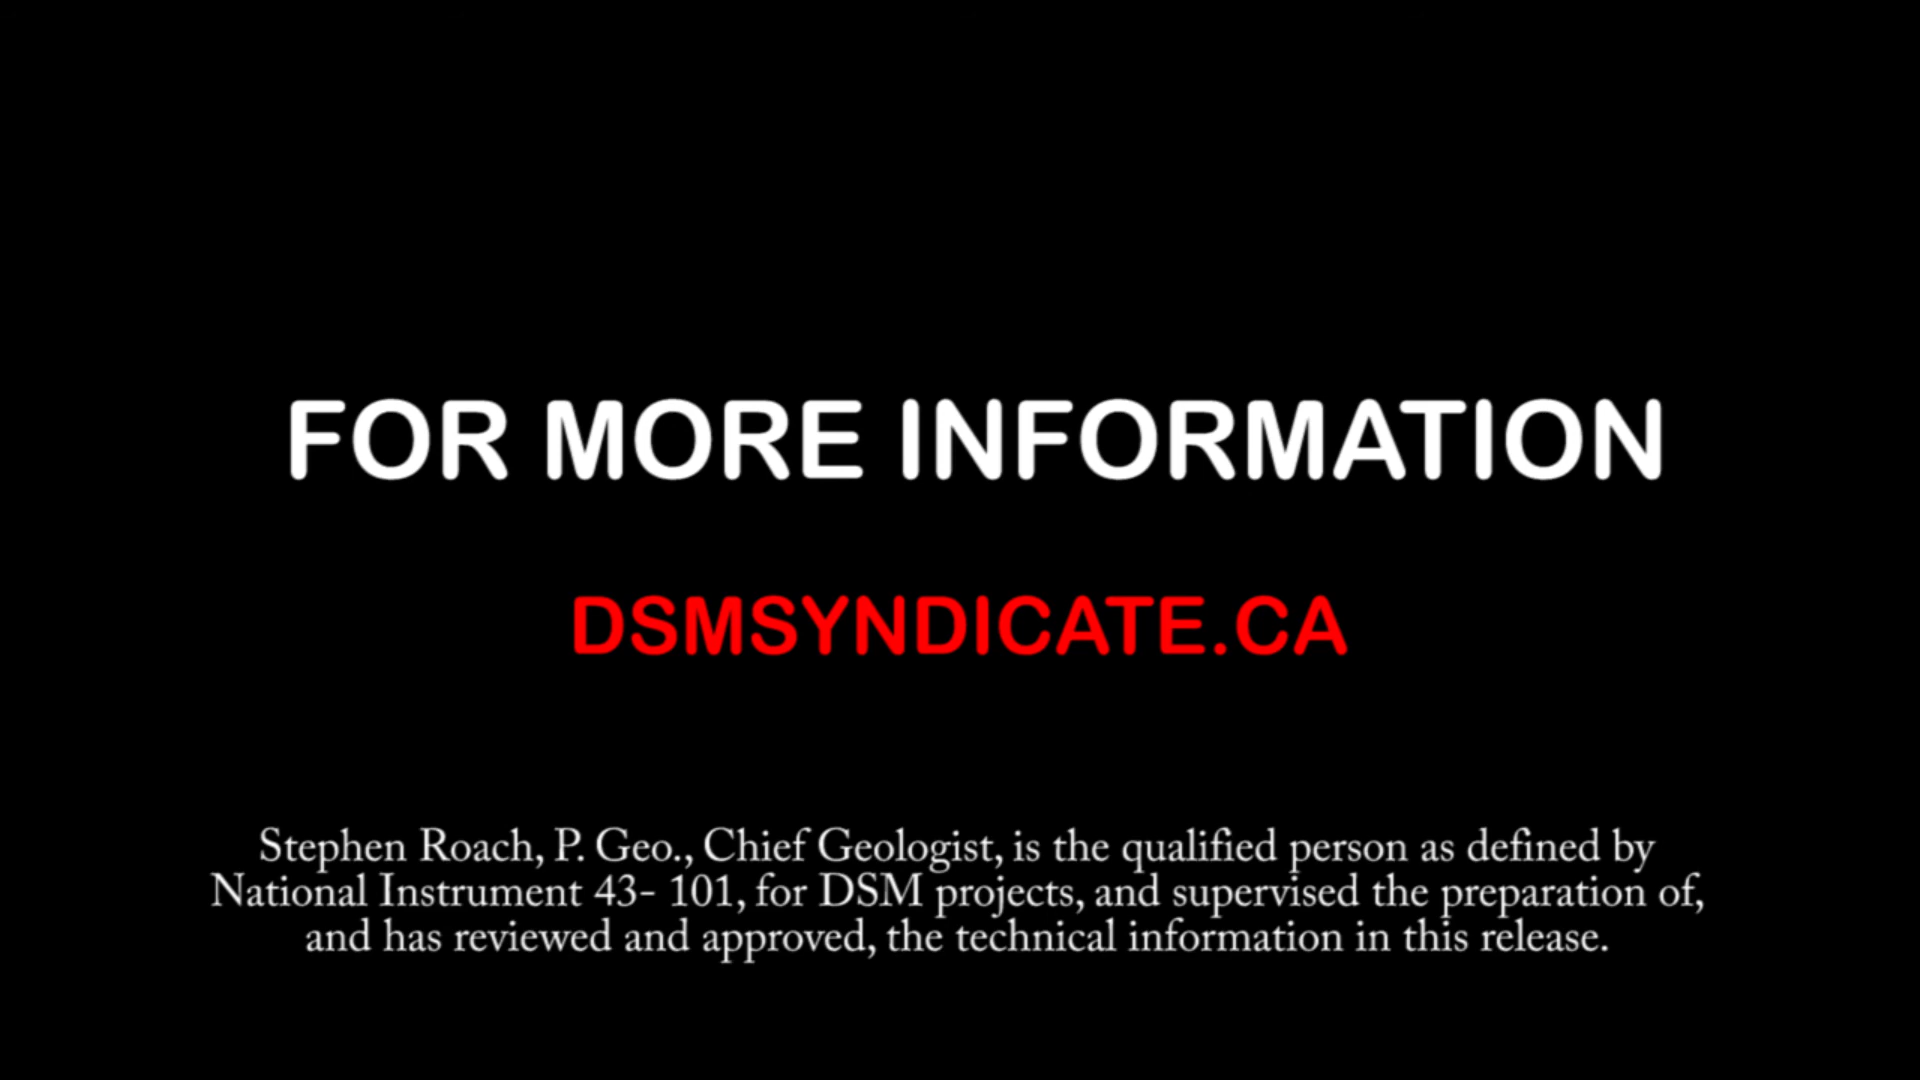 FOR MORE INFORMATION
DSMSYNDICATE.CA
Stephen Roach, P. Geo., Chief Geologist, is the qualified person as defined by
National Instrument 43- 101, for DSM projects, and supervised the preparation of,
and has reviewed and approved, the technical information in this release.